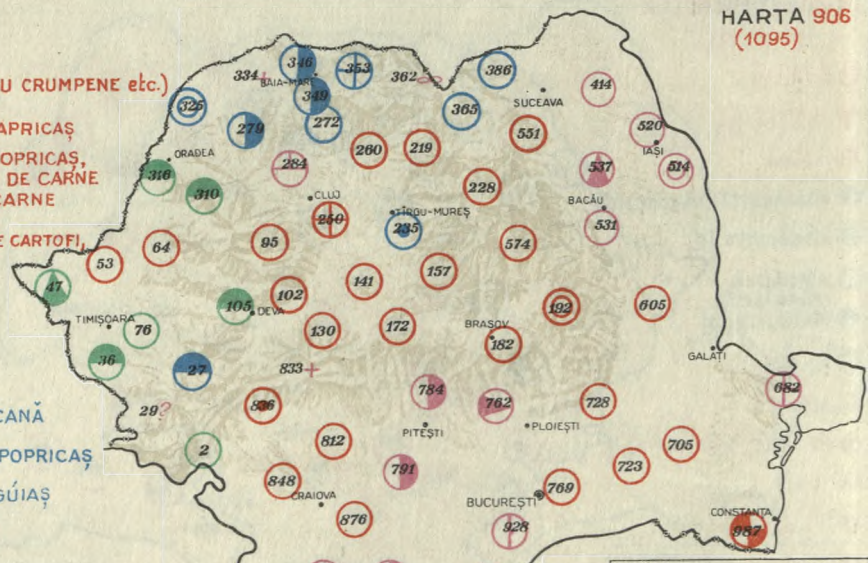 HARTA 906
(1095)
U CRUMPENE etc.)
APRICAȘ
OPRICAȘ,
DE CARNE
CARNE
E CARTOFI,
CANĂ
POPRICAȘ
GÚIAȘ
334
346
BAIA-MARE
353
362
386
414
325
349
365
SUCEAVA
279
272
551
520
IAȘI
ORADEA
260
219
316
284
537
514
310
228
CLUJ
BACĂU
250
TÎRGU-MUREȘ
235
531
64
95
574
53
157
47
102
141
105
DEVA
192
605
TIMIȘOARA
76
130
172
BRAȘOV
182
GALAȚI
36
27
833
784
682
29?
836
762
728
PITEȘTI
PLOIEȘTI
2
812
705
791
723
848
CRAIOVA
BUCUREȘTI
769
876
928
CONSTANTA
987